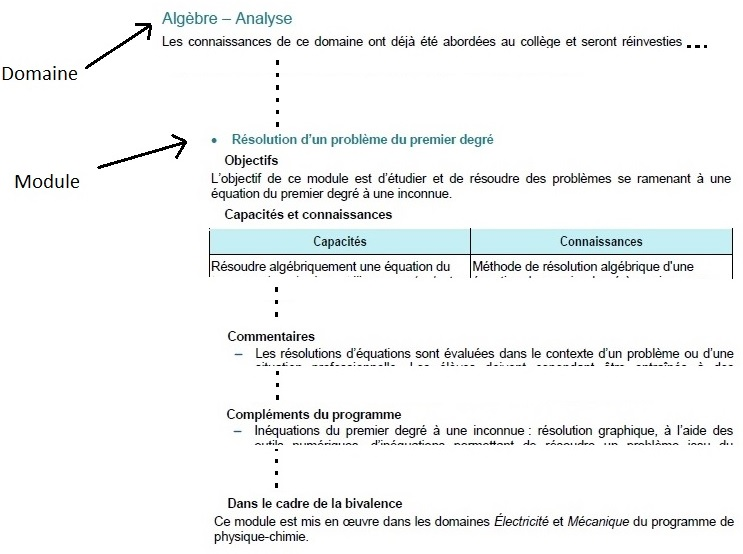 Algèbre – Analyse
Les connaissances de ce domaine ont déjà été abordées au collège et seront réinvesties ...
Domaine
• Résolution d'un problème du premier degré
Module
Objectifs
L'objectif de ce module est d'étudier et de résoudre des problèmes se ramenant à une
équation du premier degré à une inconnue.
Capacités et connaissances
Capacités
Connaissances
Résoudre algébriquement une équation du
Méthode de résolution algébrique d'une
Commentaires
– Les résolutions d'équations sont évaluées dans le contexte d'un problème ou d'une
Compléments du programme
– Inéquations du premier degré à une inconnue : résolution graphique, à l'aide des
Dans le cadre de la bivalence
Ce module est mis en œuvre dans les domaines Électricité et Mécanique du programme de
physique-chimie.